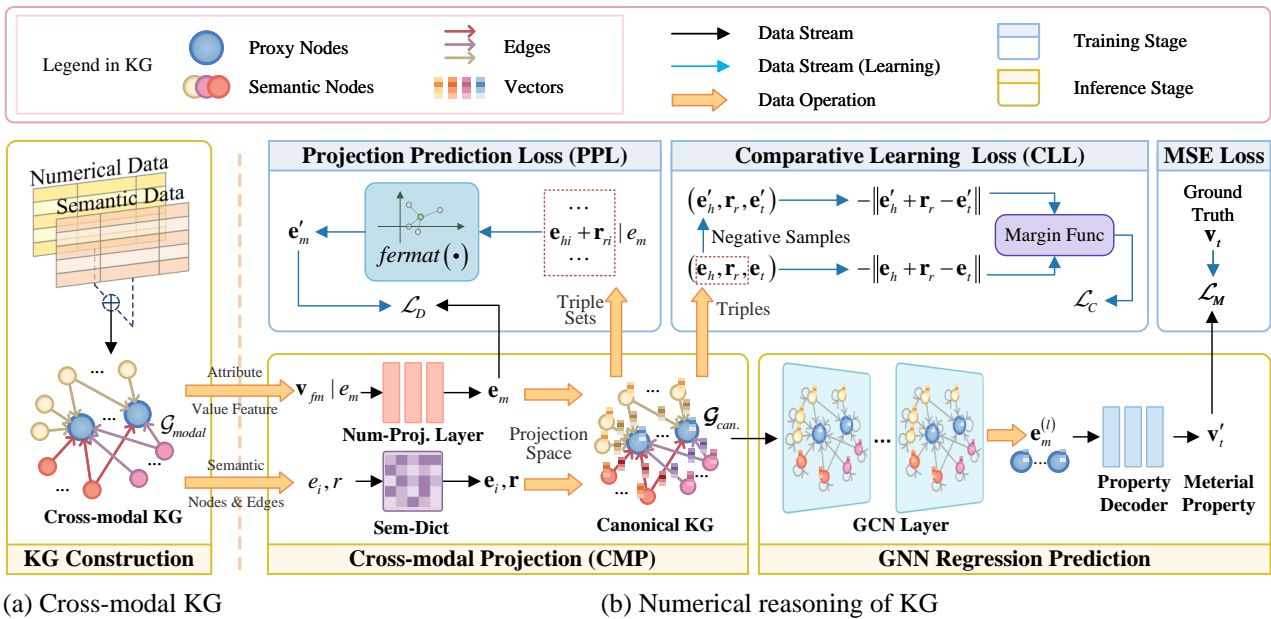 Legend in KG
Proxy Nodes
Semantic Nodes
Edges
Vectors
Data Stream
Data Stream (Learning)
Data Operation
Training Stage
Inference Stage
Numerical Data
Semantic Data
...
...
...
...
𝒢modal
Cross-modal KG
KG Construction
Attribute
Value Feature
Semantic
Nodes & Edges
Projection Prediction Loss (PPL)
e′m
fermat(•)
...
ehi + rri | em
...
ℒD
Triple
Sets
Comparative Learning Loss (CLL)
(e′h, rr, e′t)
−‖e′h + rr − e′t‖
Negative Samples
Margin Func
(eh, rr, et)
−‖eh + rr − et‖
Triples
ℒC
MSE Loss
Ground
Truth
vt
ℒM
vfm | em
Num-Proj. Layer
em
ei, r
Sem-Dict
ei, r
Projection
Space
...
...
...
...
𝒢can.
Canonical KG
Cross-modal Projection (CMP)
...
GCN Layer
e(l)m
...
Property
Decoder
v′t
Meterial
Property
GNN Regression Prediction
(a) Cross-modal KG
(b) Numerical reasoning of KG